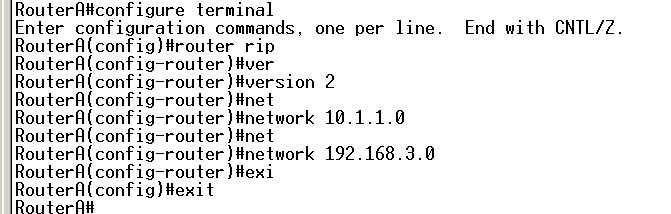 RouterA#configure terminal
Enter configuration commands, one per line.  End with CNTL/Z.
RouterA(config)#router rip
RouterA(config-router)#ver
RouterA(config-router)#version 2
RouterA(config-router)#net
RouterA(config-router)#network 10.1.1.0
RouterA(config-router)#net
RouterA(config-router)#network 192.168.3.0
RouterA(config-router)#exi
RouterA(config)#exit
RouterA#